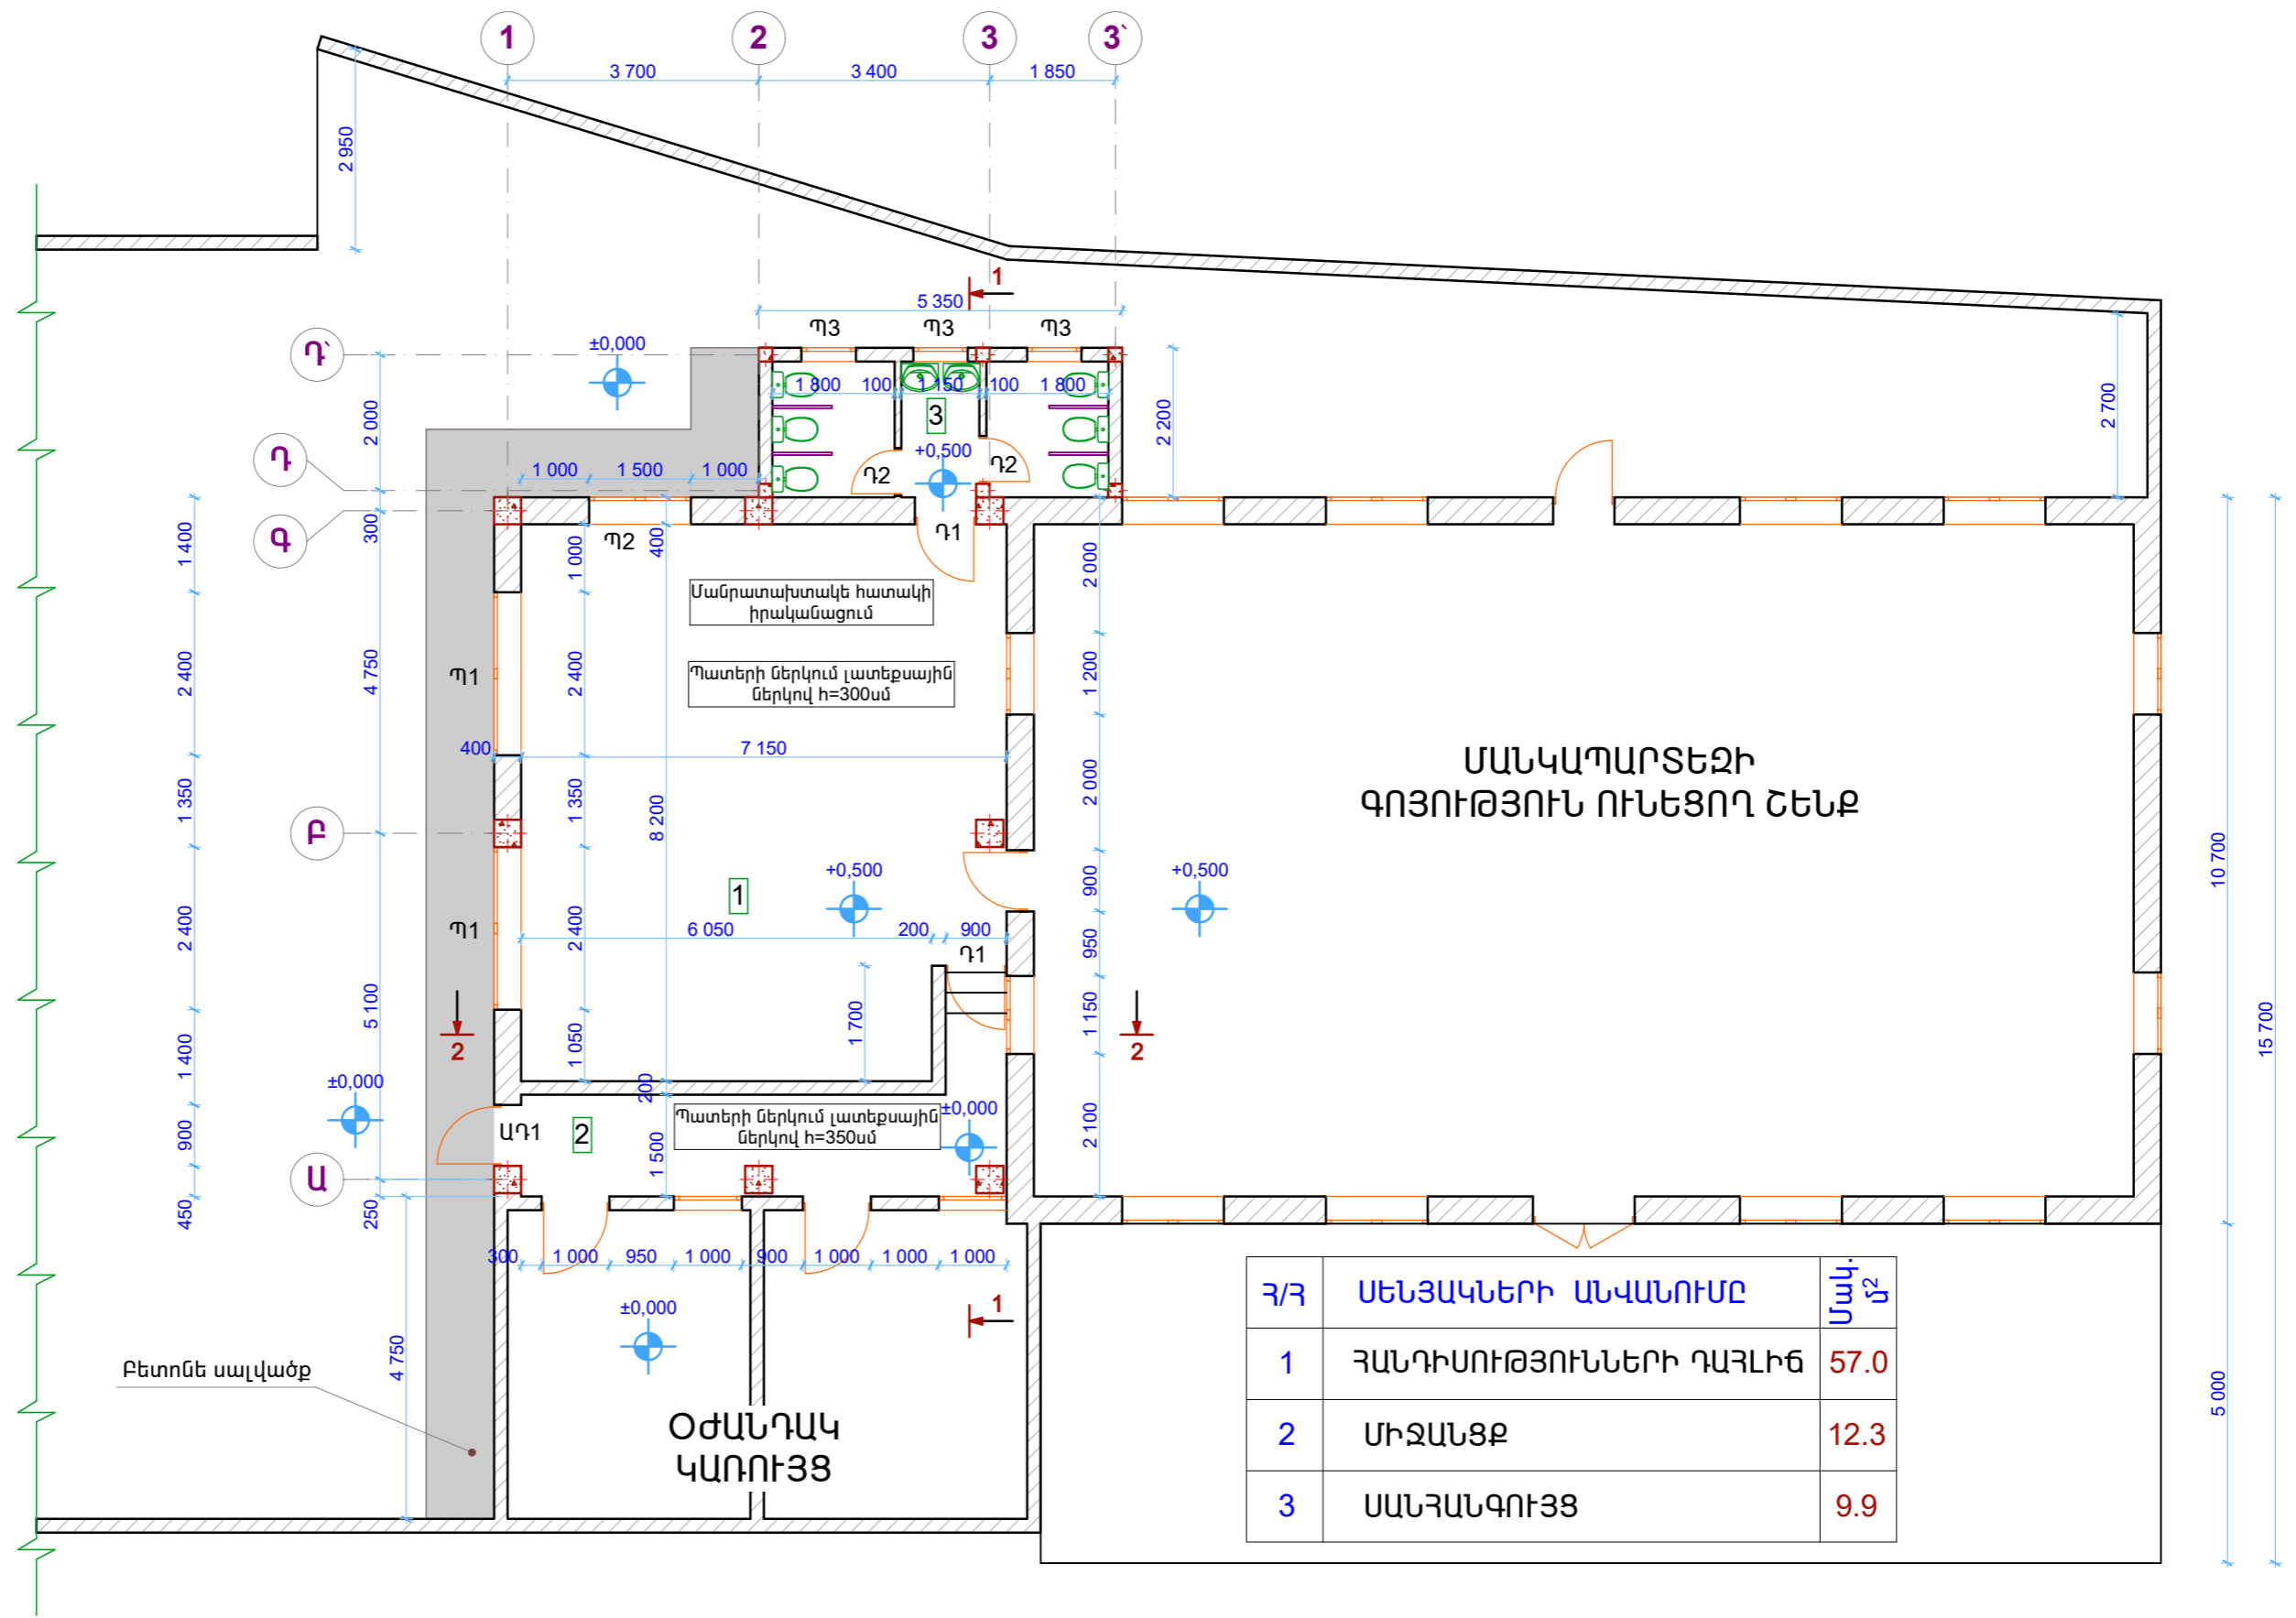 1
2
3
3`
3 700
3 400
1 850
2 950
1
5 350
Պ3
Պ3
Պ3
Դ`
±0,000
1 800
100
1 150
100
1 800
3
2 000
2 200
2 700
Դ
+0,500
Դ2
Դ2
1 000
1 500
1 000
Գ
300
1 400
Պ2
400
Դ1
1 000
2 000
Մանրատախտակե հատակի
իրականացում
Պ1
2 400
4 750
2 400
Պատերի ներկում լատեքսային
ներկով h=300սմ
1 200
400
7 150
ՄԱՆԿԱՊԱՐՏԵԶԻ
ԳՈՅՈՒԹՅՈՒՆ ՈՒՆԵՑՈՂ ՇԵՆՔ
1 350
1 350
8 200
2 000
Բ
10 700
+0,500
+0,500
1
900
6 050
200
900
Պ1
2 400
2 400
950
Դ1
5 100
1 700
1 150
2
2
15 700
1 400
1 050
±0,000
200
Պատերի ներկում լատեքսային
ներկով h=350սմ
±0,000
ԱԴ1
2
900
1 500
2 100
Ա
450
250
300
1 000
950
1 000
900
1 000
1 000
1 000
±0,000
1
4 750
5 000
Բետոնե սալվածք
ՕԺԱՆԴԱԿ
ԿԱՌՈՒՅՑ
Հ/Հ ՍԵՆՅԱԿՆԵՐԻ ԱՆՎԱՆՈՒՄԸ Մակ. մ²
1 ՀԱՆԴԻՍՈՒԹՅՈՒՆՆԵՐԻ ԴԱՀԼԻՃ 57.0
2 ՄԻՋԱՆՑՔ 12.3
3 ՍԱՆՀԱՆԳՈՒՅՑ 9.9